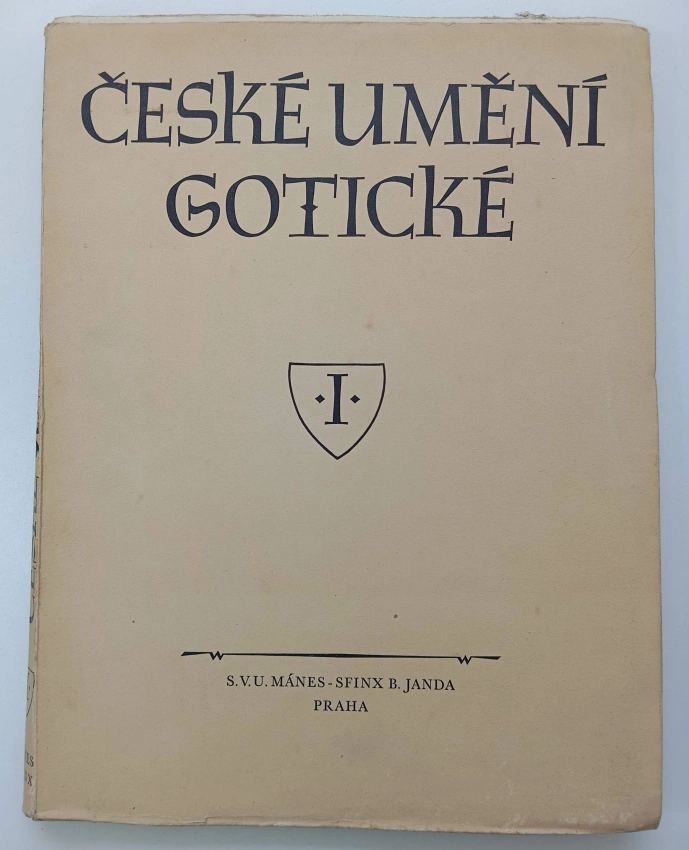 ČESKÉ UMĚNÍ
GOTICKÉ
·I·
S.V.U. MÁNES-SFINX B. JANDA
PRAHA